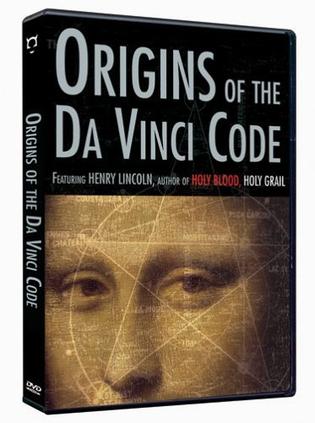 ORIGINS OF THE
DA VINCI CODE
FEATURING HENRY LINCOLN, AUTHOR OF HOLY BLOOD, HOLY GRAIL
ORIGINS OF THE DA VINCI CODE
DVD